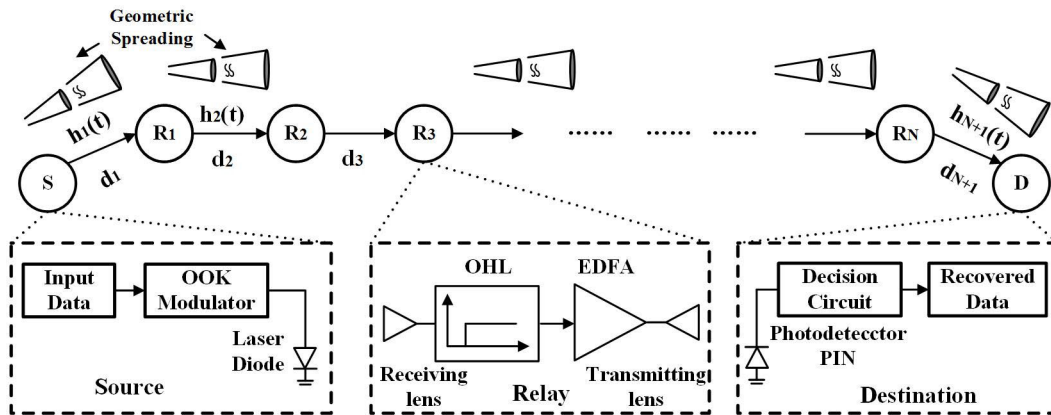 Geometric
Spreading
h1(t)
h2(t)
hN+1(t)
S
R1
R2
R3
...... ...... ......
RN
D
d1
d2
d3
dN+1
Input
Data
OOK
Modulator
Laser
Diode
Source
OHL
EDFA
Receiving
lens
Relay
Transmitting
lens
Decision
Circuit
Recovered
Data
Photodetecctor
PIN
Destination